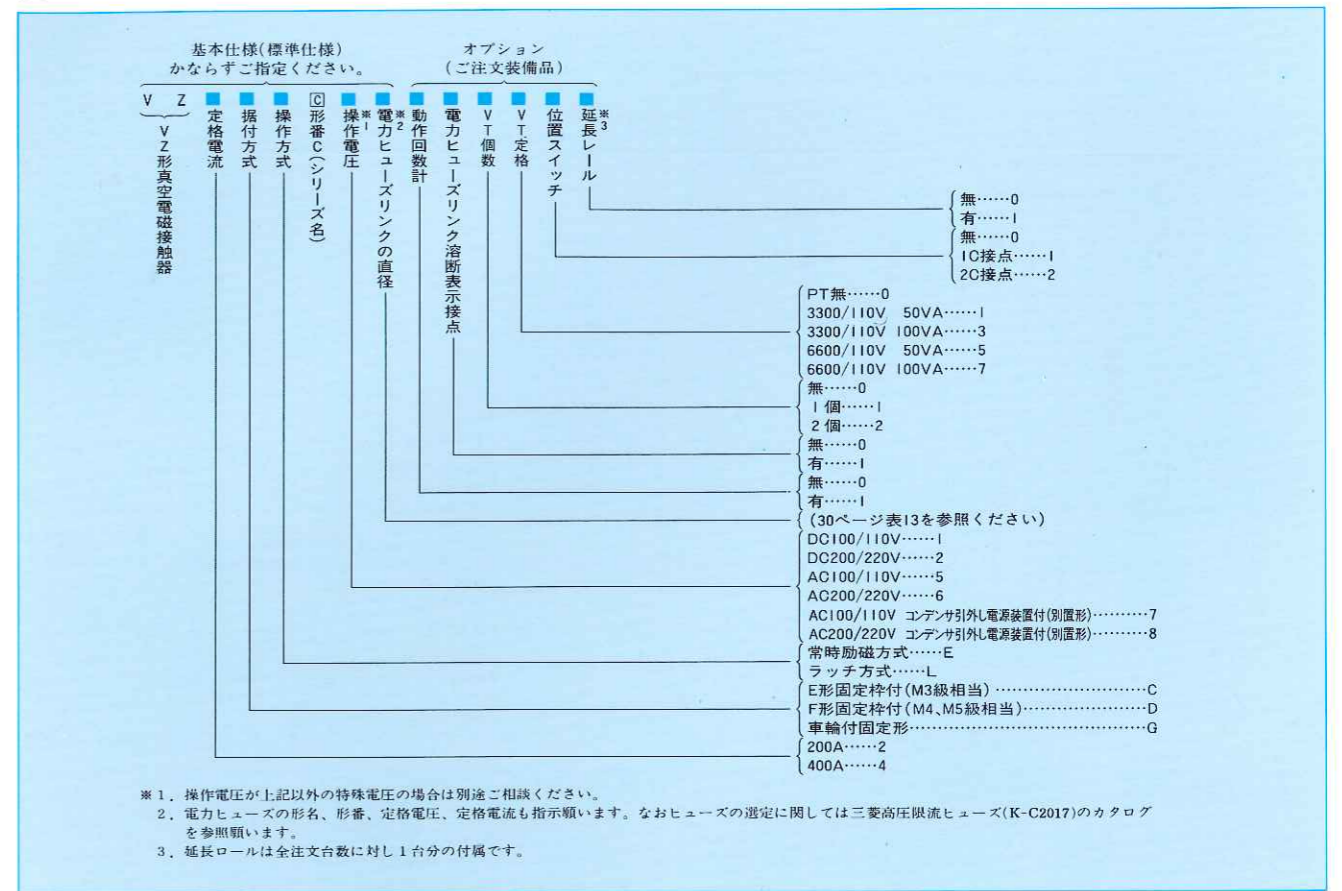 基本仕様(標準仕様)
かならずご指定ください。
オプション
(ご注文装備品)
V Z ■ ■ ■ C ■ ■ ■ ■ ■ ■ ■ ■
VZ形真空電磁接触器
定格電流
据付方式
操作方式
形番C(シリーズ名)
操作電圧 ※1
電力ヒューズリンクの直径 ※2
動作回数計
電力ヒューズリンク溶断表示接点
VT個数
VT定格
位置スイッチ
延長レール ※3
無……0
有……1
無……0
1C接点……1
2C接点……2
PT無……0
3300/110V 50VA……1
3300/110V 100VA……3
6600/110V 50VA……5
6600/110V 100VA……7
無……0
1個……1
2個……2
無……0
有……1
無……0
有……1
(30ページ表13を参照ください)
DC100/110V……1
DC200/220V……2
AC100/110V……5
AC200/220V……6
AC100/110V コンデンサ引外し電源装置付(別置形)……7
AC200/220V コンデンサ引外し電源装置付(別置形)……8
常時励磁方式……E
ラッチ方式……L
E形固定枠付(M3級相当)……C
F形固定枠付(M4、M5級相当)……D
車輪付固定形……G
200A……2
400A……4
※1. 操作電圧が上記以外の特殊電圧の場合は別途ご相談ください。
2. 電力ヒューズの形名、形番、定格電圧、定格電流も指示願います。なおヒューズの選定に関しては三菱高圧限流ヒューズ(K-C2017)のカタログ
を参照願います。
3. 延長ロールは全注文台数に対し1台分の付属です。